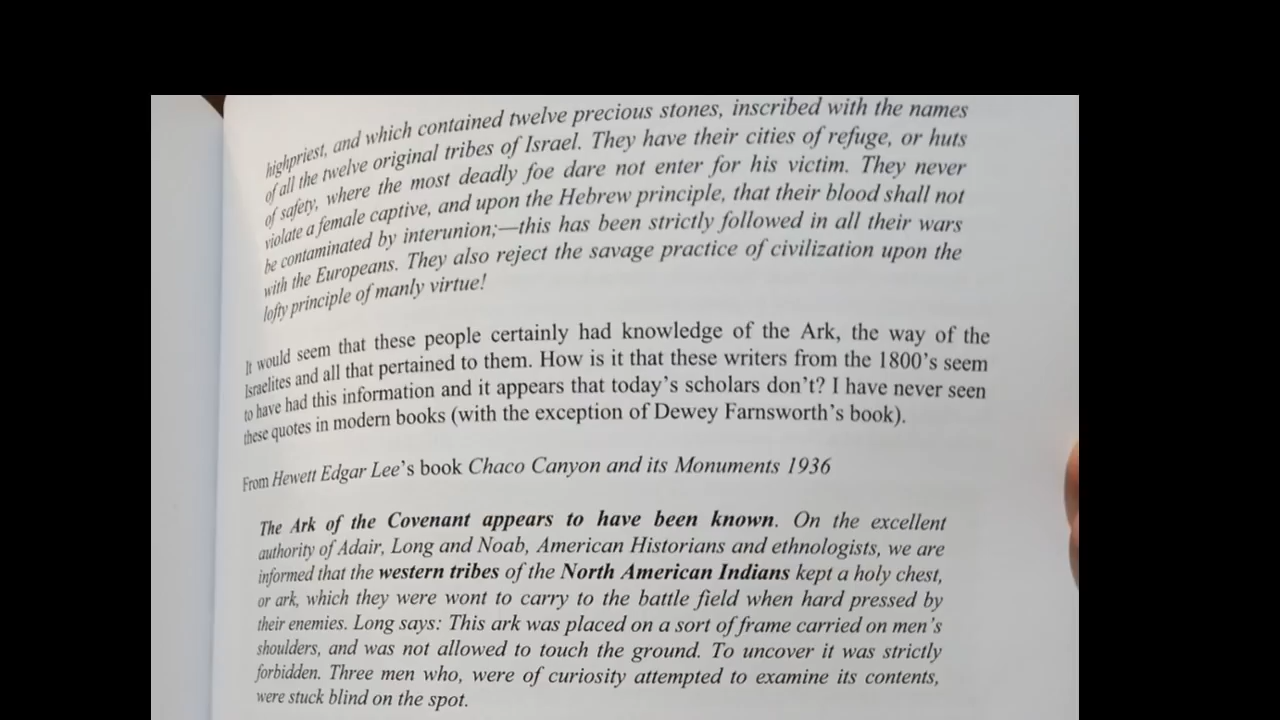 highpriest, and which contained twelve precious stones, inscribed with the names
of all the twelve original tribes of Israel. They have their cities of refuge, or huts
of safety, where the most deadly foe dare not enter for his victim. They never
violate a female captive, and upon the Hebrew principle, that their blood shall not
be contaminated by interunion;—this has been strictly followed in all their wars
with the Europeans. They also reject the savage practice of civilization upon the
lofty principle of manly virtue!
It would seem that these people certainly had knowledge of the Ark, the way of the
Israelites and all that pertained to them. How is it that these writers from the 1800's seem
to have had this information and it appears that today's scholars don't? I have never seen
these quotes in modern books (with the exception of Dewey Farnsworth's book).
From Hewett Edgar Lee's book Chaco Canyon and its Monuments 1936
The Ark of the Covenant appears to have been known. On the excellent
authority of Adair, Long and Noab, American Historians and ethnologists, we are
informed that the western tribes of the North American Indians kept a holy chest,
or ark, which they were wont to carry to the battle field when hard pressed by
their enemies. Long says: This ark was placed on a sort of frame carried on men's
shoulders, and was not allowed to touch the ground. To uncover it was strictly
forbidden. Three men who, were of curiosity attempted to examine its contents,
were stuck blind on the spot.